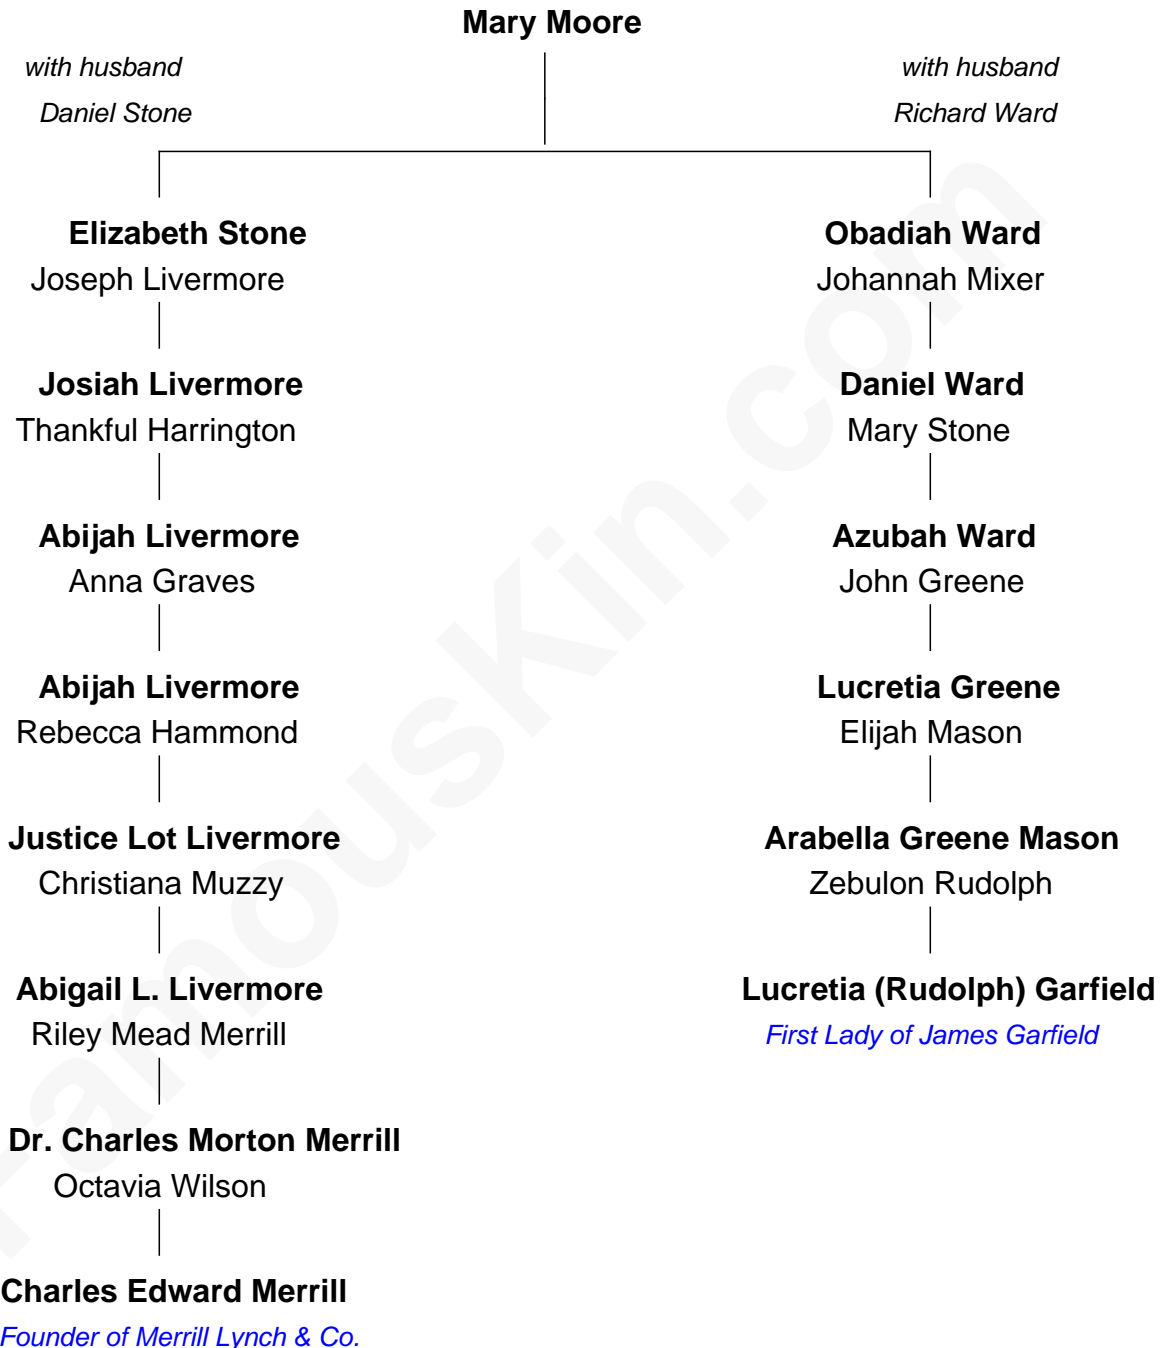 Mary Moore
with husband
Daniel Stone
with husband
Richard Ward
Elizabeth Stone
Joseph Livermore
Josiah Livermore
Thankful Harrington
Abijah Livermore
Anna Graves
Abijah Livermore
Rebecca Hammond
Justice Lot Livermore
Christiana Muzzy
Abigail L. Livermore
Riley Mead Merrill
Dr. Charles Morton Merrill
Octavia Wilson
Charles Edward Merrill
Founder of Merrill Lynch & Co.
Obadiah Ward
Johannah Mixer
Daniel Ward
Mary Stone
Azubah Ward
John Greene
Lucretia Greene
Elijah Mason
Arabella Greene Mason
Zebulon Rudolph
Lucretia (Rudolph) Garfield
First Lady of James Garfield
FamousKin.com